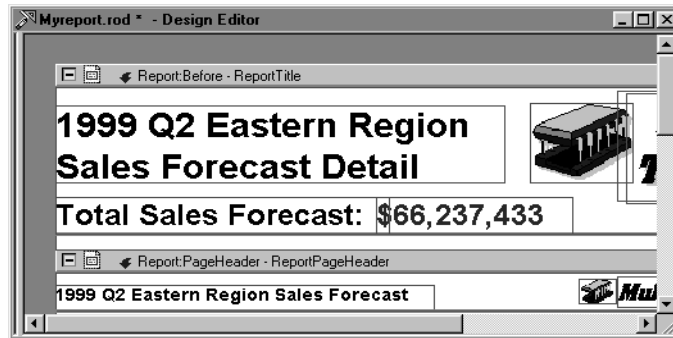 Myreport.rod * - Design Editor
Report:Before - ReportTitle
1999 Q2 Eastern Region
Sales Forecast Detail
Total Sales Forecast: $66,237,433
Report:PageHeader - ReportPageHeader
1999 Q2 Eastern Region Sales Forecast